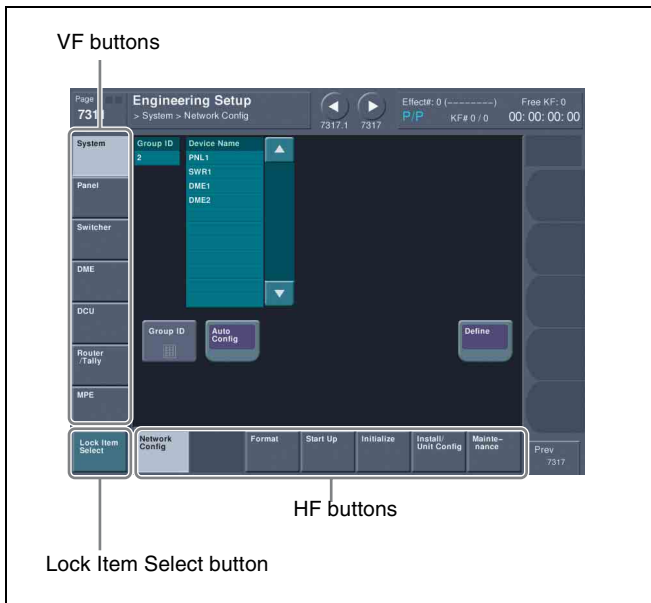 VF buttons
Page
7311
Engineering Setup
> System > Network Config
7317.1
7317
Effect#: 0 (--------)
Free KF: 0
P/P
KF# 0 / 0
00: 00: 00: 00
System
Panel
Switcher
DME
DCU
Router
/Tally
MPE
Group ID
2
Device Name
PNL1
SWR1
DME1
DME2
Group ID
Auto
Config
Define
Lock Item
Select
Network
Config
Format
Start Up
Initialize
Install/
Unit Config
Mainte-
nance
Prev
7317
HF buttons
Lock Item Select button